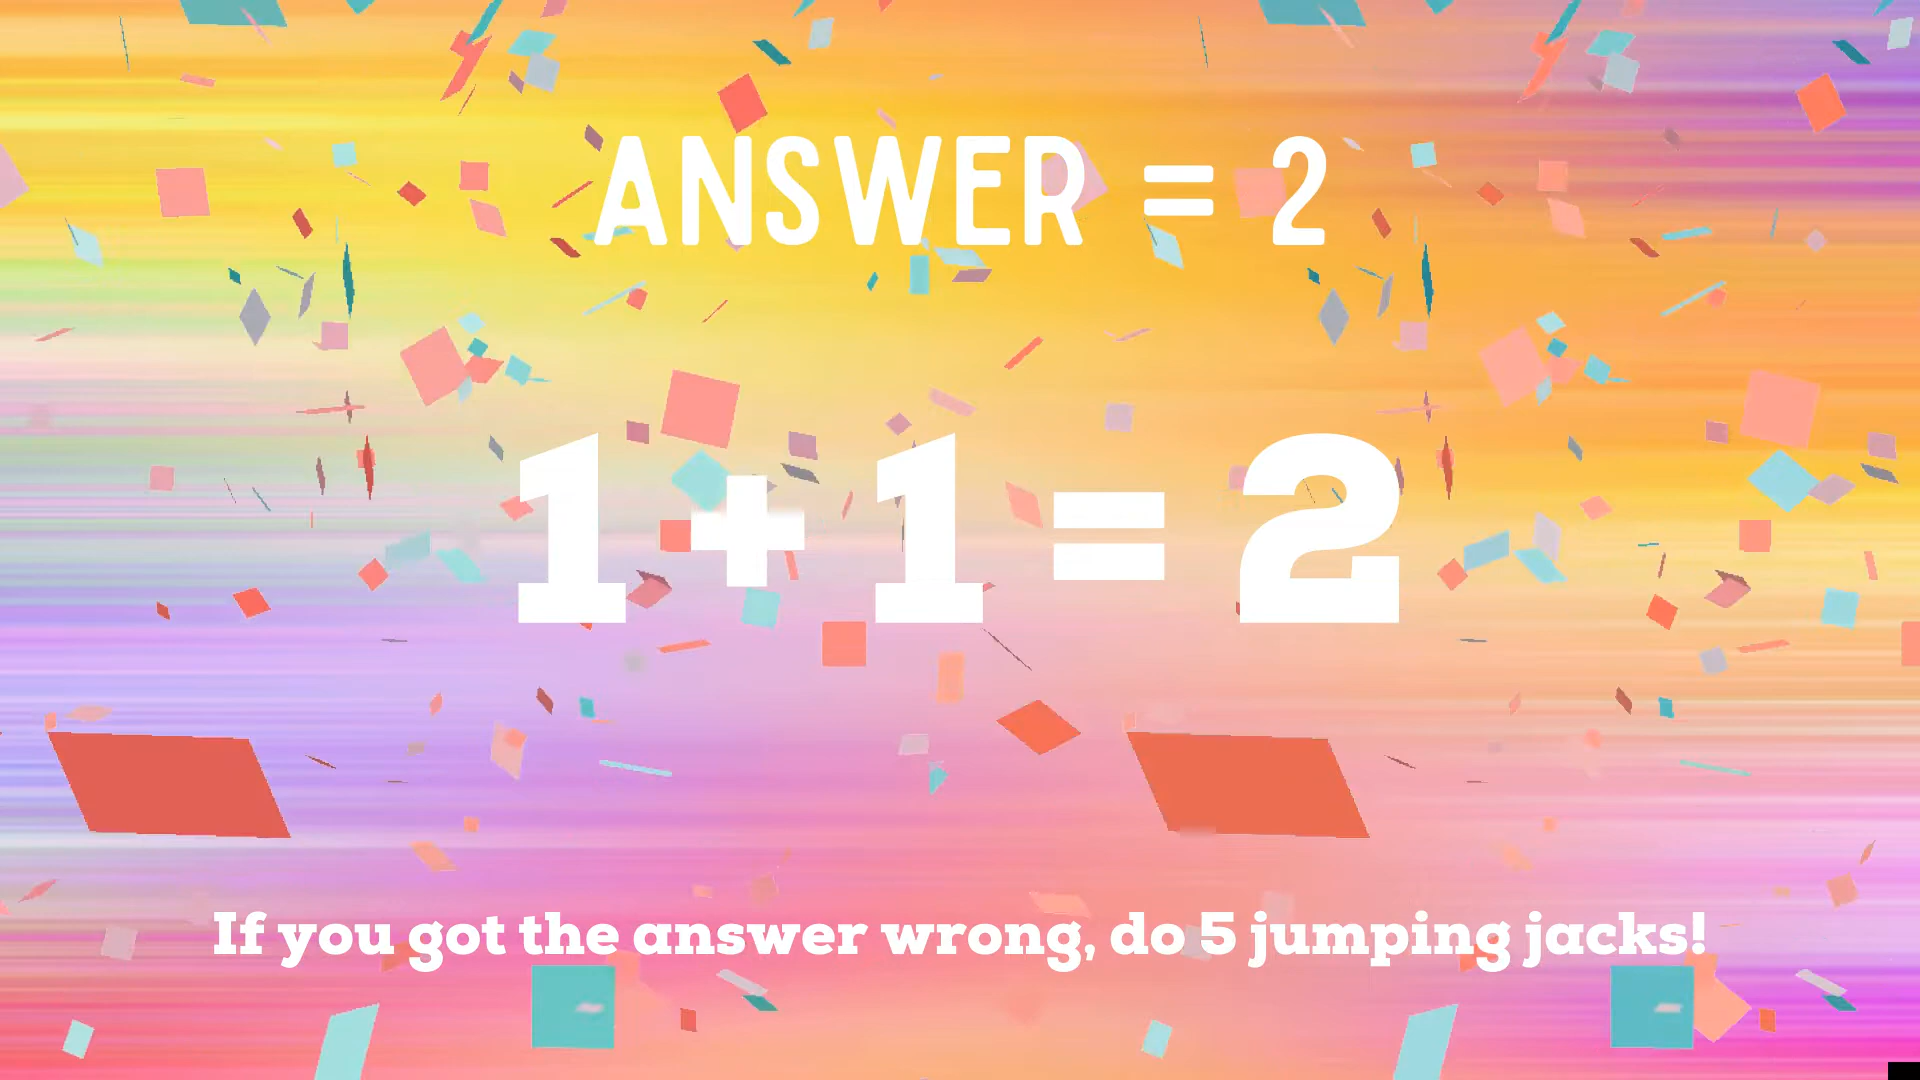 ANSWER = 2
1 + 1 = 2
If you got the answer wrong, do 5 jumping jacks!